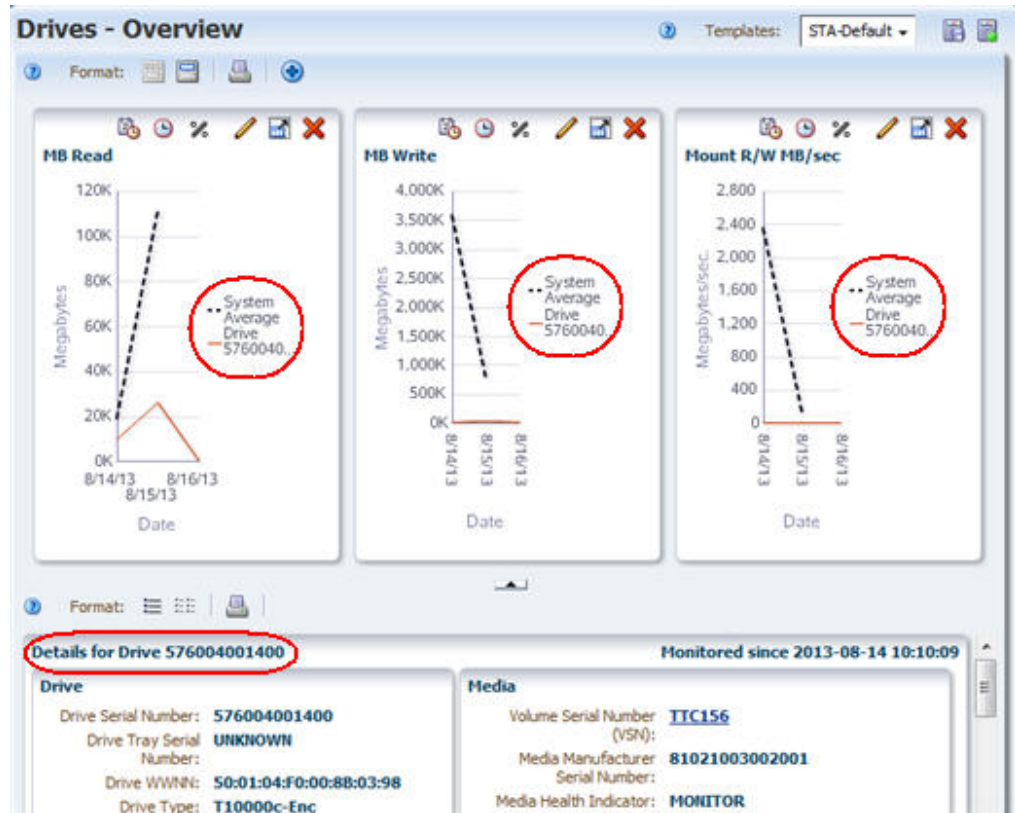 Drives - Overview
Templates: STA-Default
Format:
MB Read
120K
100K
80K
60K
40K
20K
0K
Megabytes
8/14/13
8/15/13
8/16/13
Date
System
Average
Drive
5760040...
MB Write
4,000K
3,500K
3,000K
2,500K
2,000K
1,500K
1,000K
500K
0K
Megabytes
8/14/13
8/15/13
8/16/13
Date
System
Average
Drive
5760040...
Mount R/W MB/sec
2,800
2,400
2,000
1,600
1,200
800
400
0
Megabytes/sec.
8/14/13
8/15/13
8/16/13
Date
System
Average
Drive
5760040...
Format:
Details for Drive 576004001400
Monitored since 2013-08-14 10:10:09
Drive
Drive Serial Number: 576004001400
Drive Tray Serial Number: UNKNOWN
Drive WWNN: 50:01:04:F0:00:8B:03:98
Drive Type: T10000c-Enc
Media
Volume Serial Number (VSN): TTC156
Media Manufacturer Serial Number: 81021003002001
Media Health Indicator: MONITOR